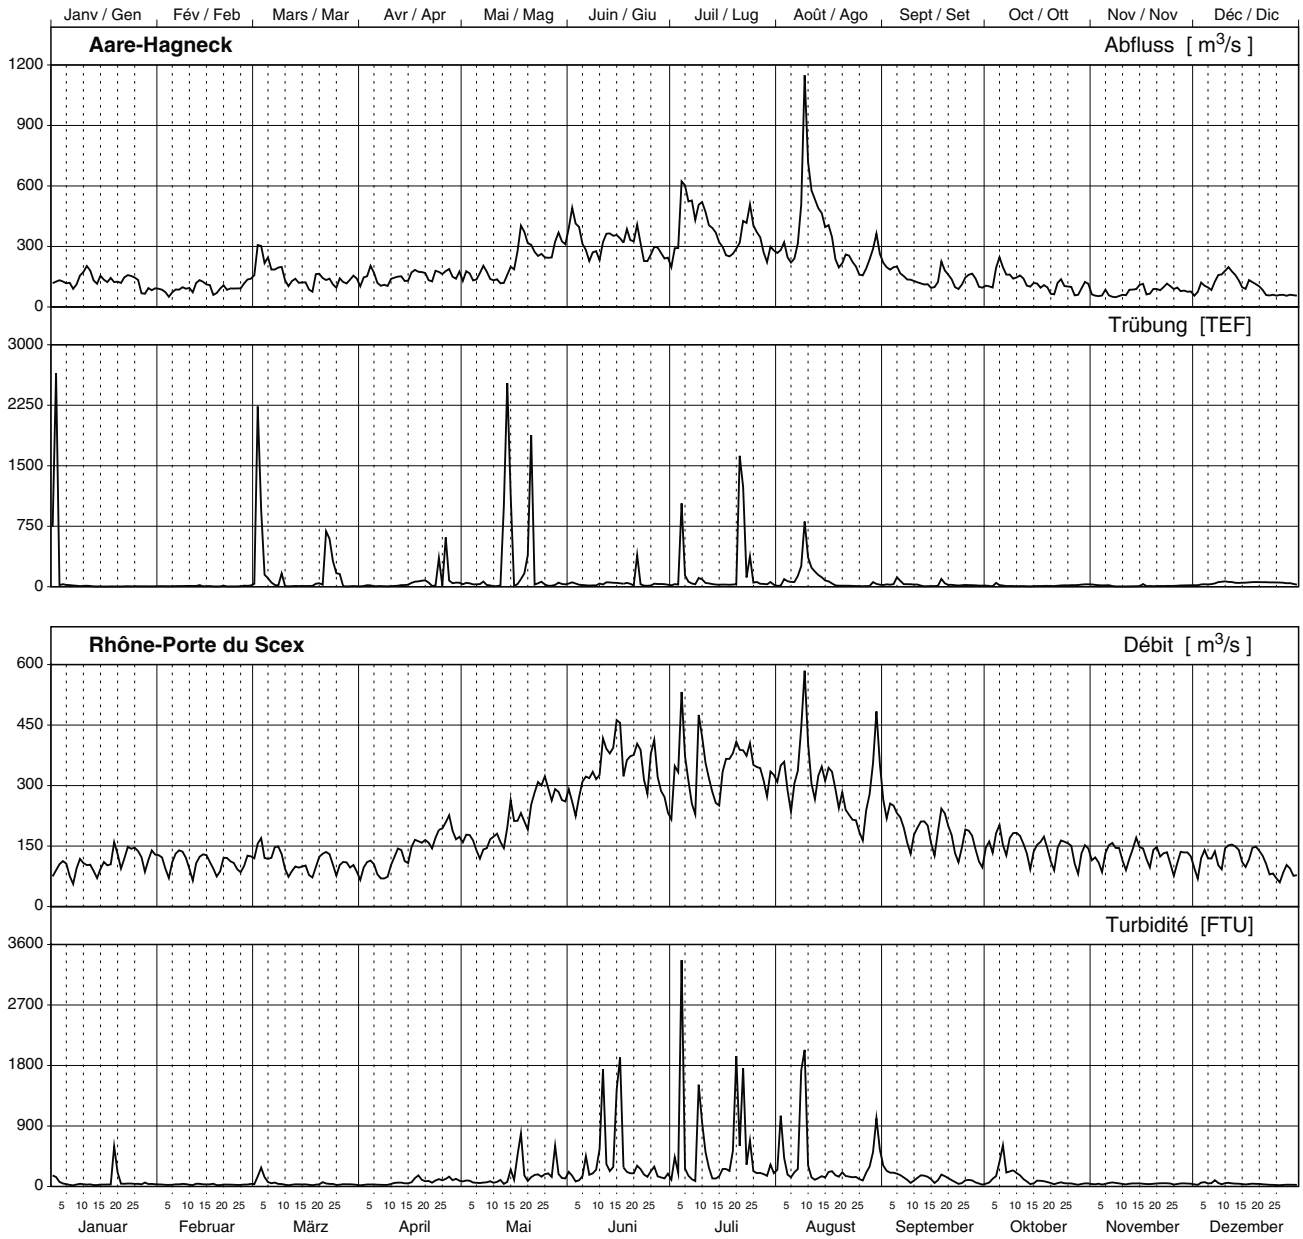 Janv / Gen Fév / Feb Mars / Mar Avr / Apr Mai / Mag Juin / Giu Juil / Lug Août / Ago Sept / Set Oct / Ott Nov / Nov Déc / Dic
Aare-Hagneck Abfluss [ m³/s ]
1200
900
600
300
0
Trübung [TEF]
3000
2250
1500
750
0
Rhône-Porte du Scex Débit [ m³/s ]
600
450
300
150
0
Turbidité [FTU]
3600
2700
1800
900
0
5 10 15 20 25 5 10 15 20 25 5 10 15 20 25 5 10 15 20 25 5 10 15 20 25 5 10 15 20 25 5 10 15 20 25 5 10 15 20 25 5 10 15 20 25 5 10 15 20 25 5 10 15 20 25 5 10 15 20 25
Januar Februar März April Mai Juni Juli August September Oktober November Dezember